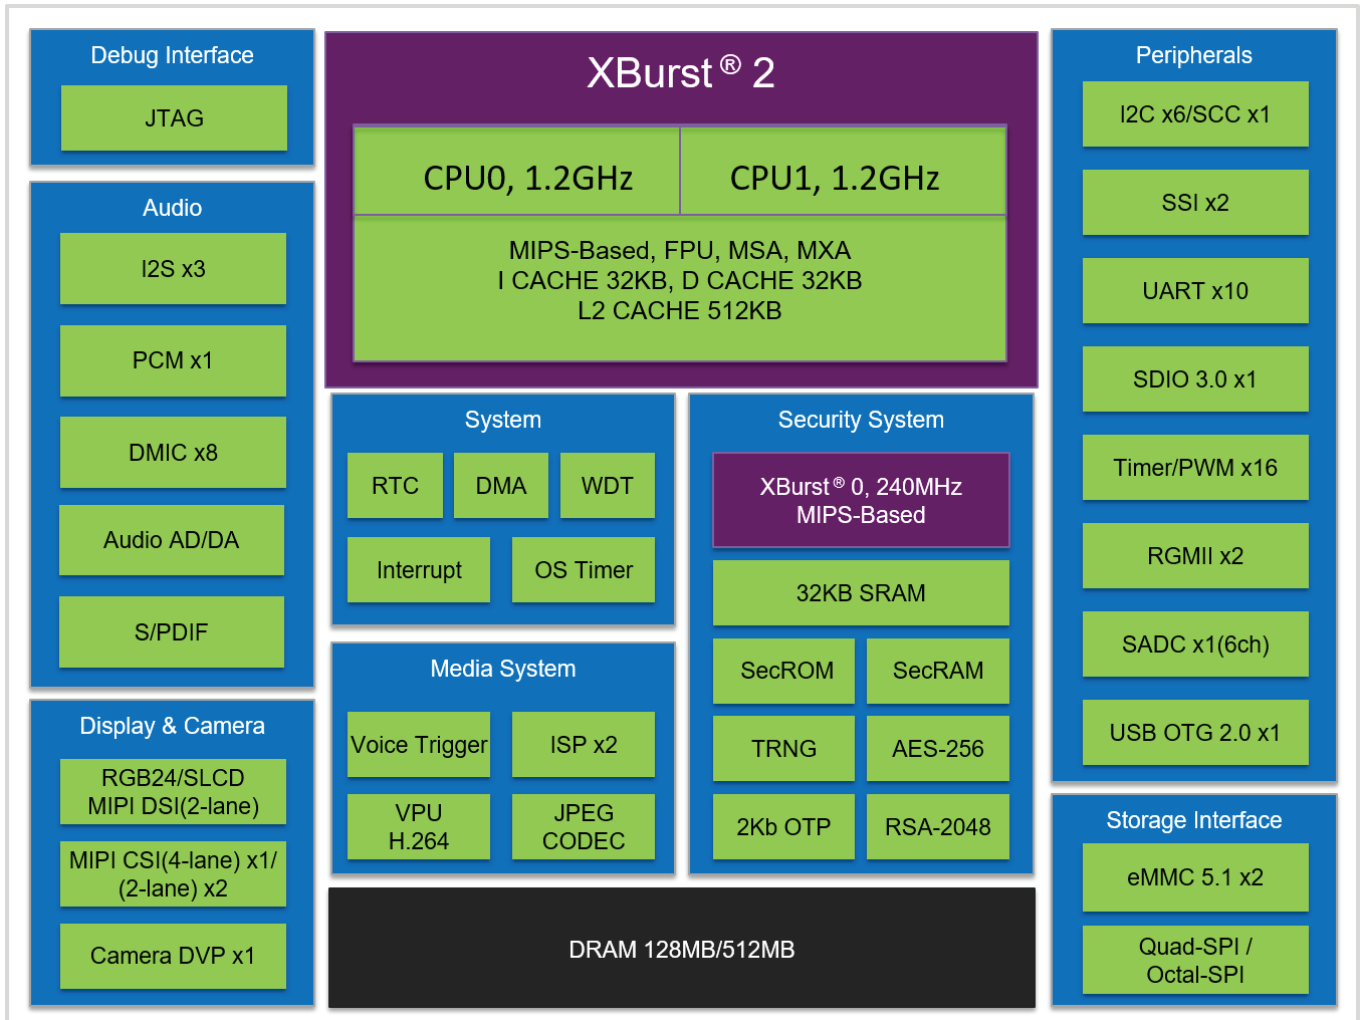 Debug Interface
JTAG
Audio
I2S x3
PCM x1
DMIC x8
Audio AD/DA
S/PDIF
Display & Camera
RGB24/SLCD
MIPI DSI(2-lane)
MIPI CSI(4-lane) x1/
(2-lane) x2
Camera DVP x1
XBurst® 2
CPU0, 1.2GHz
CPU1, 1.2GHz
MIPS-Based, FPU, MSA, MXA
I CACHE 32KB, D CACHE 32KB
L2 CACHE 512KB
System
RTC
DMA
WDT
Interrupt
OS Timer
Media System
Voice Trigger
ISP x2
VPU
H.264
JPEG
CODEC
Security System
XBurst® 0, 240MHz
MIPS-Based
32KB SRAM
SecROM
SecRAM
TRNG
AES-256
2Kb OTP
RSA-2048
DRAM 128MB/512MB
Peripherals
I2C x6/SCC x1
SSI x2
UART x10
SDIO 3.0 x1
Timer/PWM x16
RGMII x2
SADC x1(6ch)
USB OTG 2.0 x1
Storage Interface
eMMC 5.1 x2
Quad-SPI /
Octal-SPI